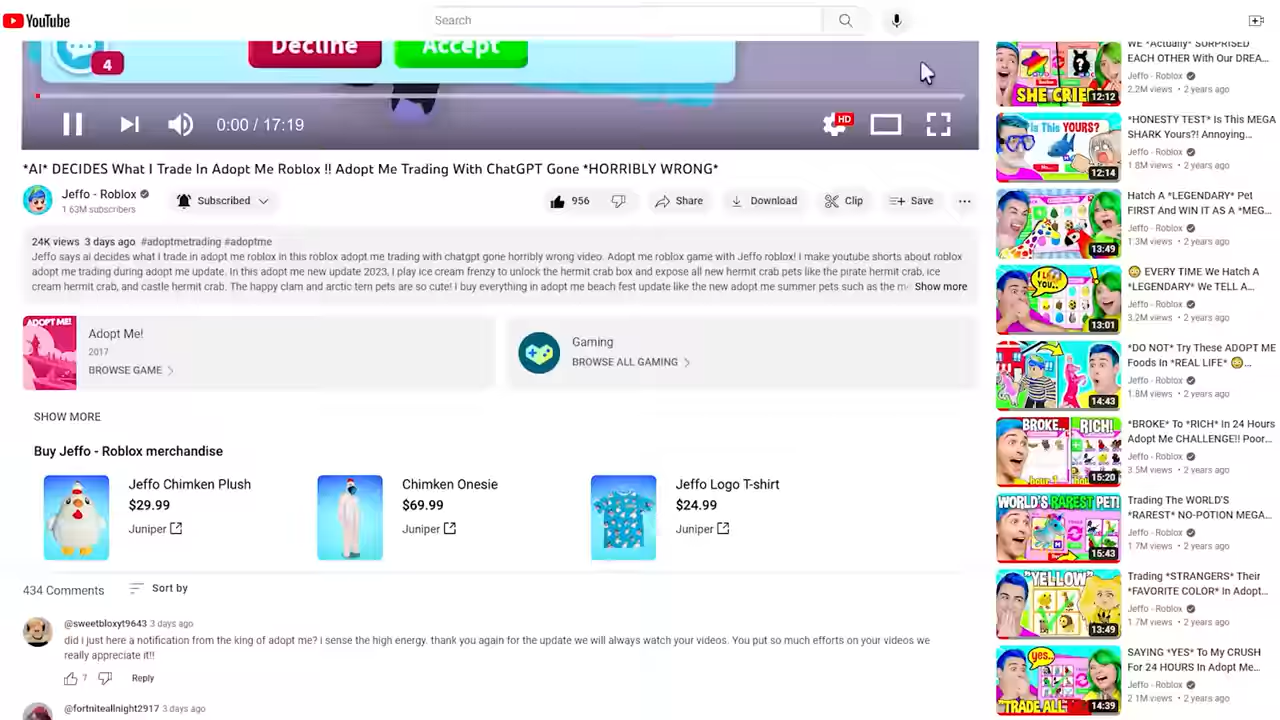 YouTube
Search
4
Decline
Accept
0:00 / 17:19
HD
*AI* DECIDES What I Trade In Adopt Me Roblox !! Adopt Me Trading With ChatGPT Gone *HORRIBLY WRONG*
Jeffo - Roblox
1 63M subscribers
Subscribed
956
Share
Download
Clip
Save
24K views 3 days ago #adoptmetrading #adoptme
Jeffo says ai decides what i trade in adopt me roblox in this roblox adopt me trading with chatgpt gone horribly wrong video. Adopt me roblox game with Jeffo roblox! I make youtube shorts about roblox
adopt me trading during adopt me update. In this adopt me new update 2023, I play ice cream frenzy to unlock the hermit crab box and expose all new hermit crab pets like the pirate hermit crab, ice
cream hermit crab, and castle hermit crab. The happy clam and arctic tern pets are so cute! I buy everything in adopt me beach fest update like the new adopt me summer pets such as the m Show more
ADOPT ME!
Adopt Me!
2017
BROWSE GAME
Gaming
BROWSE ALL GAMING
SHOW MORE
Buy Jeffo - Roblox merchandise
Jeffo Chimken Plush
$29.99
Juniper
Chimken Onesie
$69.99
Jeffo Logo T-shirt
$24.99
Juniper
Juniper
434 Comments
Sort by
@sweetbloxyt9643 3 days ago
did i just here a notification from the king of adopt me? i sense the high energy. thank you again for the update we will always watch your videos. You put so much efforts on your videos we
really appreciate it!!
7
Reply
@fortniteallnight2917 3 days ago
SHE CRIE
12:12
WE *Actually* SURPRISED
EACH OTHER With Our DREA...
Jeffo - Roblox
2.2M views • 2 years ago
Is This YOURS?
12:14
*HONESTY TEST* Is This MEGA
SHARK Yours?! Annoying...
Jeffo - Roblox
1 8M views • 2 years ago
13:49
Hatch A *LEGENDARY* Pet
FIRST And WIN IT AS A *MEG...
Jeffo - Roblox
1.3M views • 2 years ago
YOU..
13:01
EVERY TIME We Hatch A
*LEGENDARY* We TELL A...
Jeffo - Roblox
3.2M views • 2 years ago
14:43
*DO NOT* Try These ADOPT ME
Foods In *REAL LIFE*...
Jeffo - Roblox
1.8M views • 2 years ago
BROKE.. RICH!
15:20
*BROKE* To *RICH* In 24 Hours
Adopt Me CHALLENGE!! Poor...
Jeffo - Roblox
3.5M views • 2 years ago
WORLD'S RAREST PET!
15:43
Trading The WORLD'S
*RAREST* NO-POTION MEGA...
Jeffo - Roblox
1 7M views • 2 years ago
"YELLOW"
13:49
Trading *STRANGERS* Their
*FAVORITE COLOR* In Adopt...
Jeffo - Roblox
1.7M views • 2 years ago
yes..
TRADE ALL
14:39
SAYING *YES* To My CRUSH
For 24 HOURS In Adopt Me...
Jeffo - Roblox
2 1M views • 2 years ago